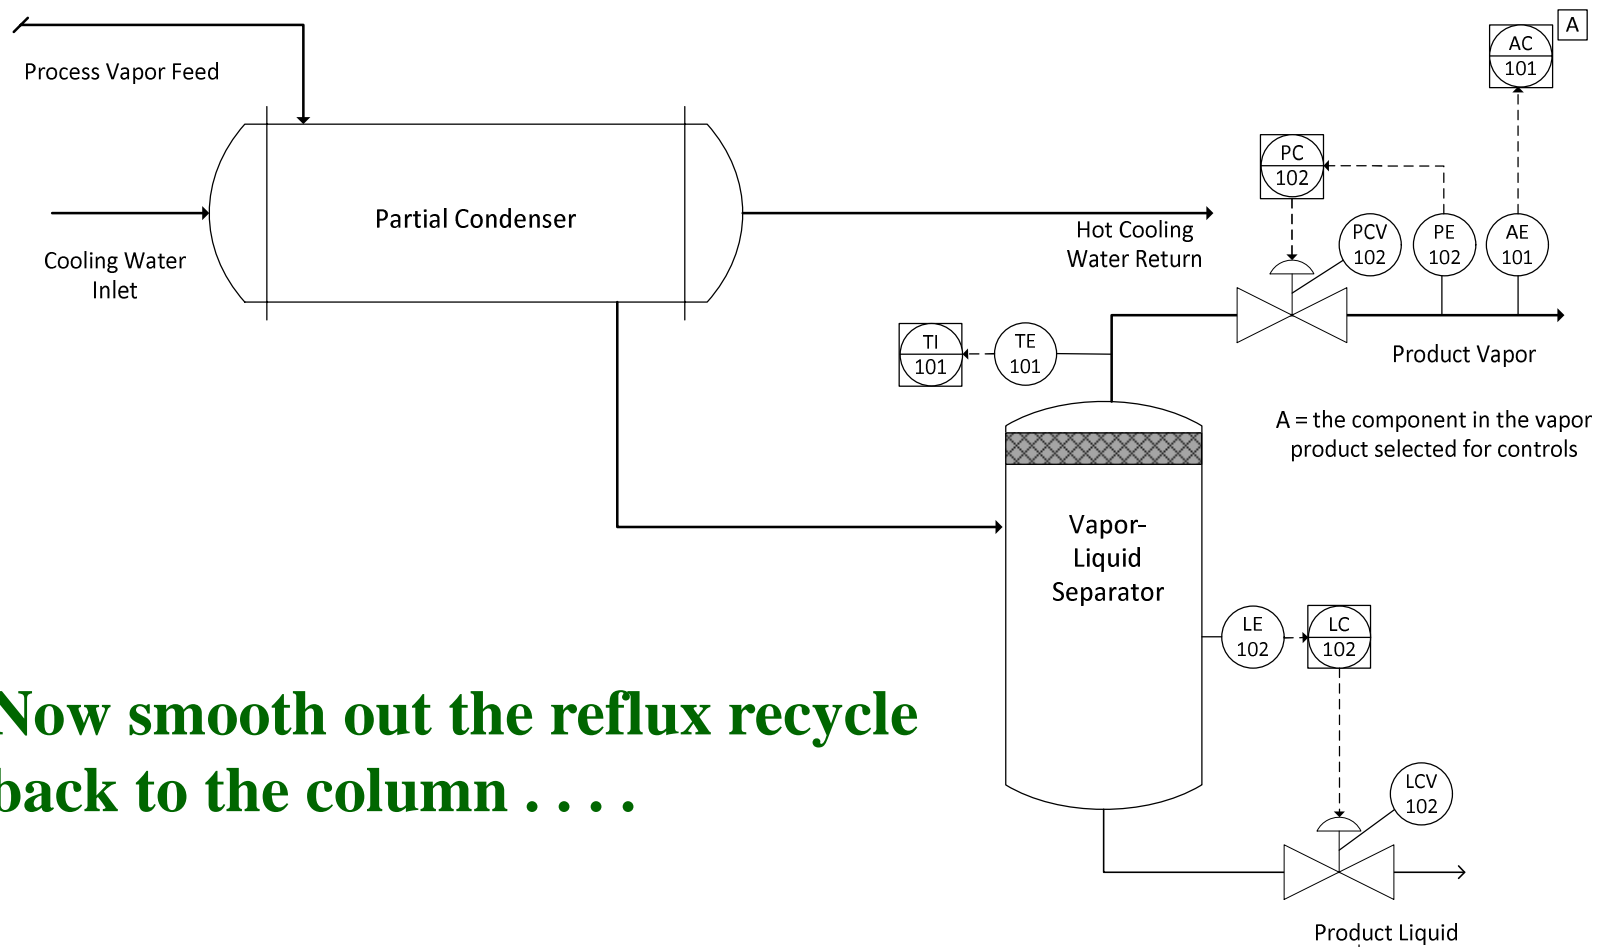 A
AC
101
Process Vapor Feed
PC
102
Partial Condenser
Hot Cooling
Water Return
PCV
102
PE
102
AE
101
Cooling Water
Inlet
TI
101
TE
101
Product Vapor
A = the component in the vapor
product selected for controls
Vapor-
Liquid
Separator
LE
102
LC
102
Now smooth out the reflux recycle
back to the column . . . .
LCV
102
Product Liquid